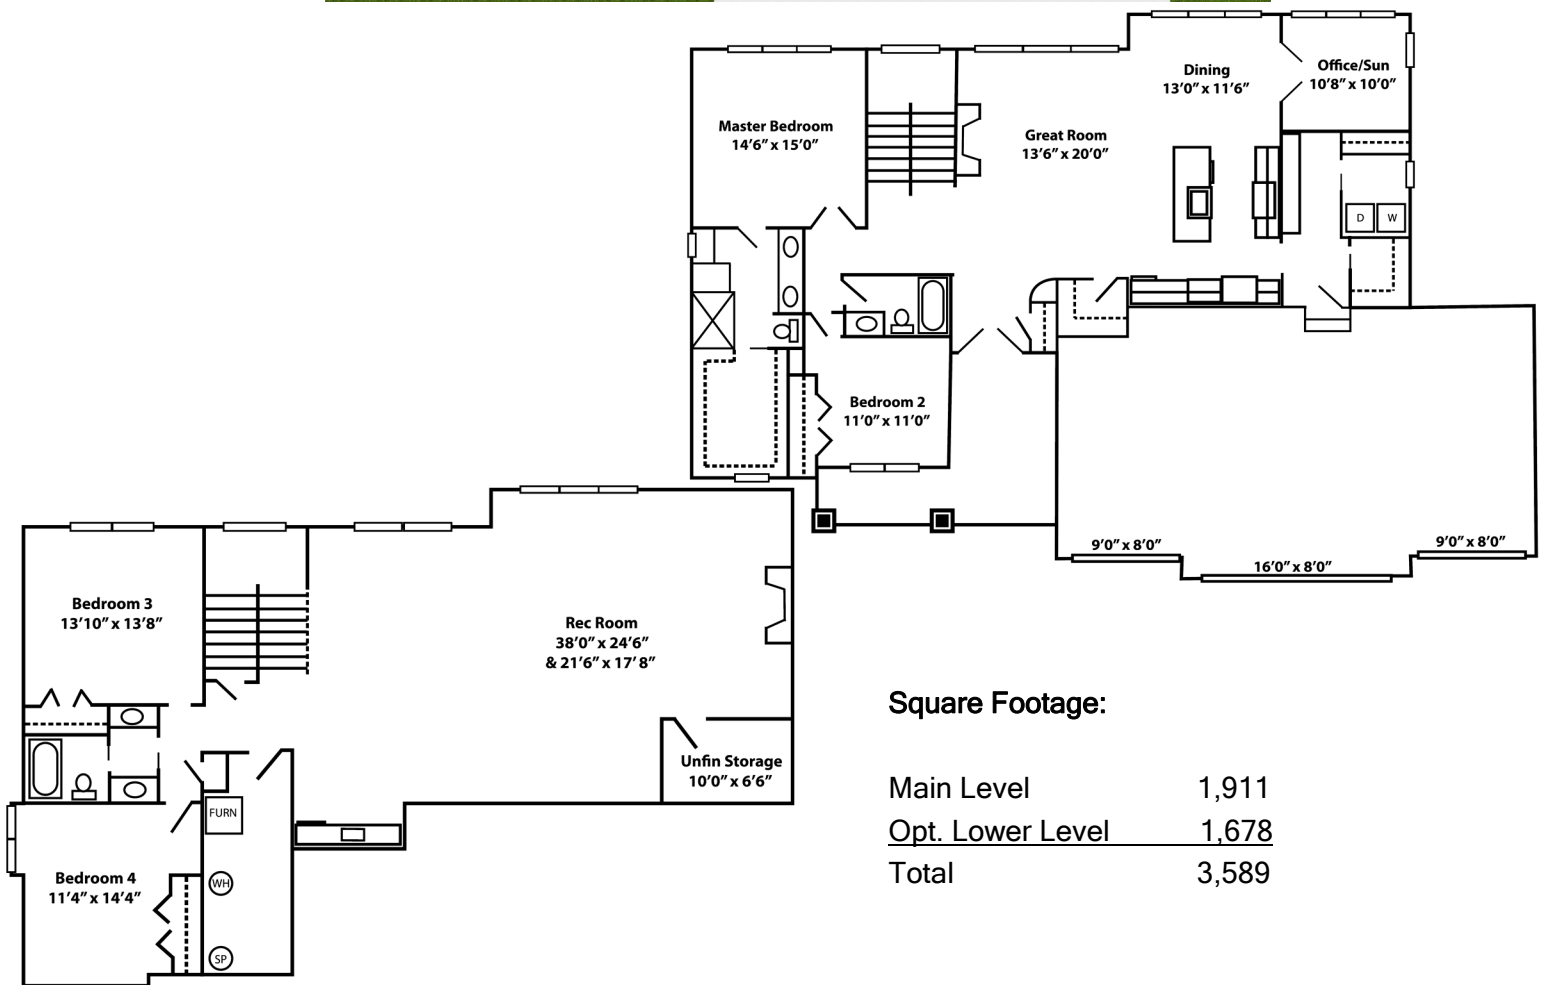 Dining
13'0" x 11'6"
Office/Sun
10'8" x 10'0"
Master Bedroom
14'6" x 15'0"
Great Room
13'6" x 20'0"
D
W
Bedroom 2
11'0" x 11'0"
9'0" x 8'0"
16'0" x 8'0"
9'0" x 8'0"
Bedroom 3
13'10" x 13'8"
Rec Room
38'0" x 24'6"
& 21'6" x 17'8"
Unfin Storage
10'0" x 6'6"
FURN
WH
SP
Bedroom 4
11'4" x 14'4"
Square Footage:
Main Level 1,911
Opt. Lower Level 1,678
Total 3,589